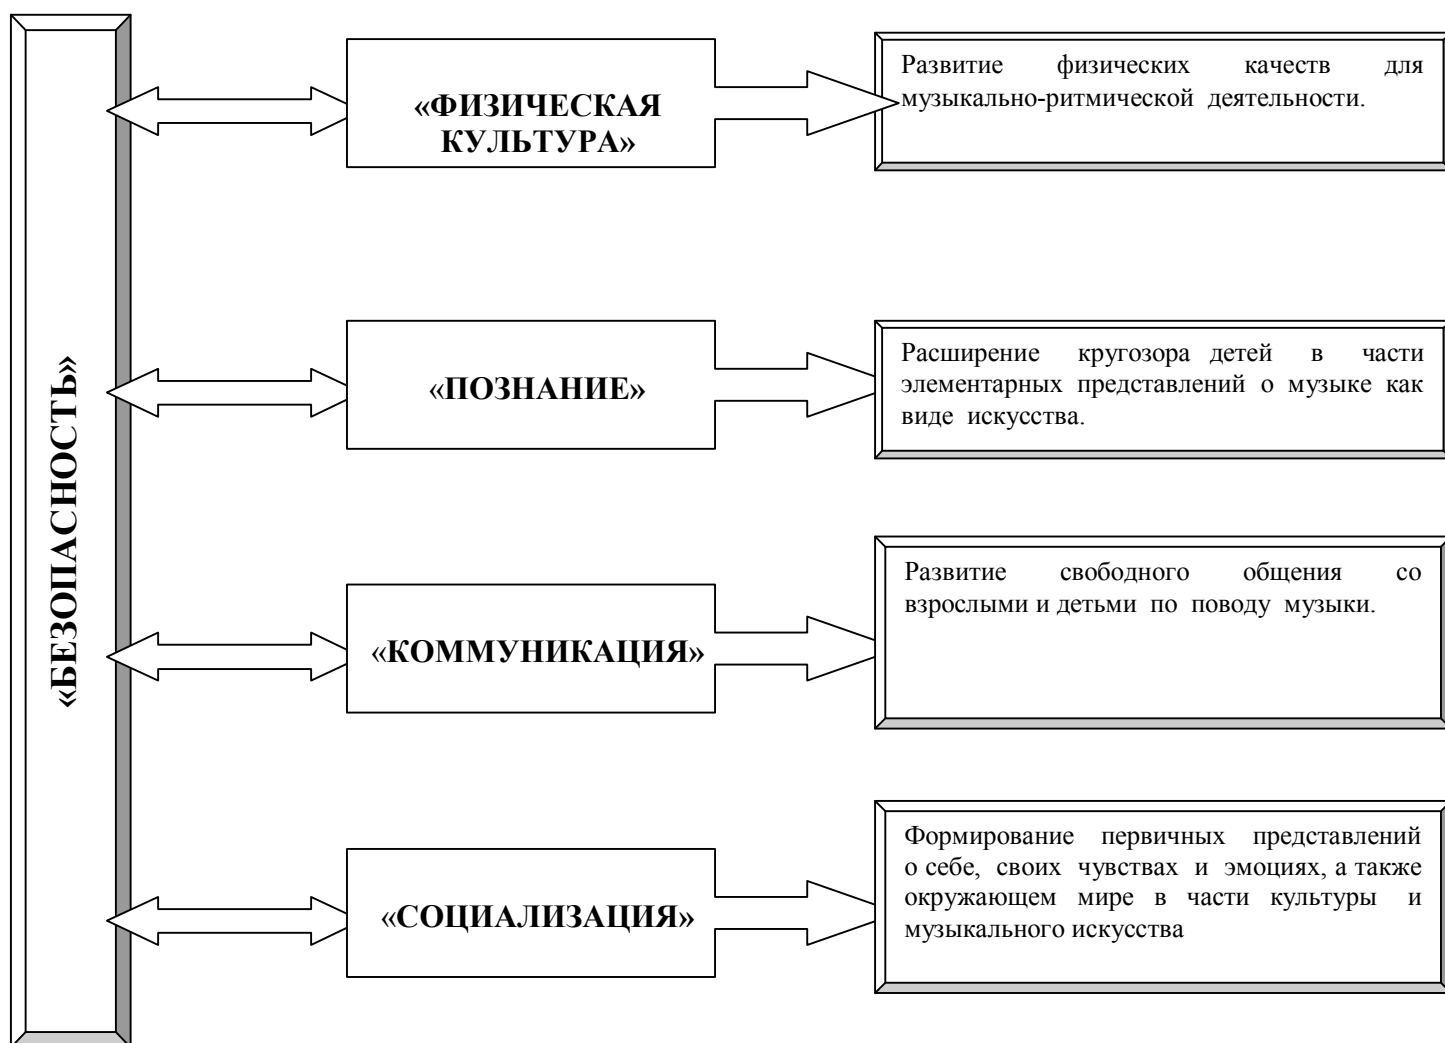 «БЕЗОПАСНОСТЬ»
«ФИЗИЧЕСКАЯ
КУЛЬТУРА»
Развитие физических качеств для
музыкально-ритмической деятельности.
«ПОЗНАНИЕ»
Расширение кругозора детей в части
элементарных представлений о музыке как
виде искусства.
«КОММУНИКАЦИЯ»
Развитие свободного общения со
взрослыми и детьми по поводу музыки.
«СОЦИАЛИЗАЦИЯ»
Формирование первичных представлений
о себе, своих чувствах и эмоциях, а также
окружающем мире в части культуры и
музыкального искусства